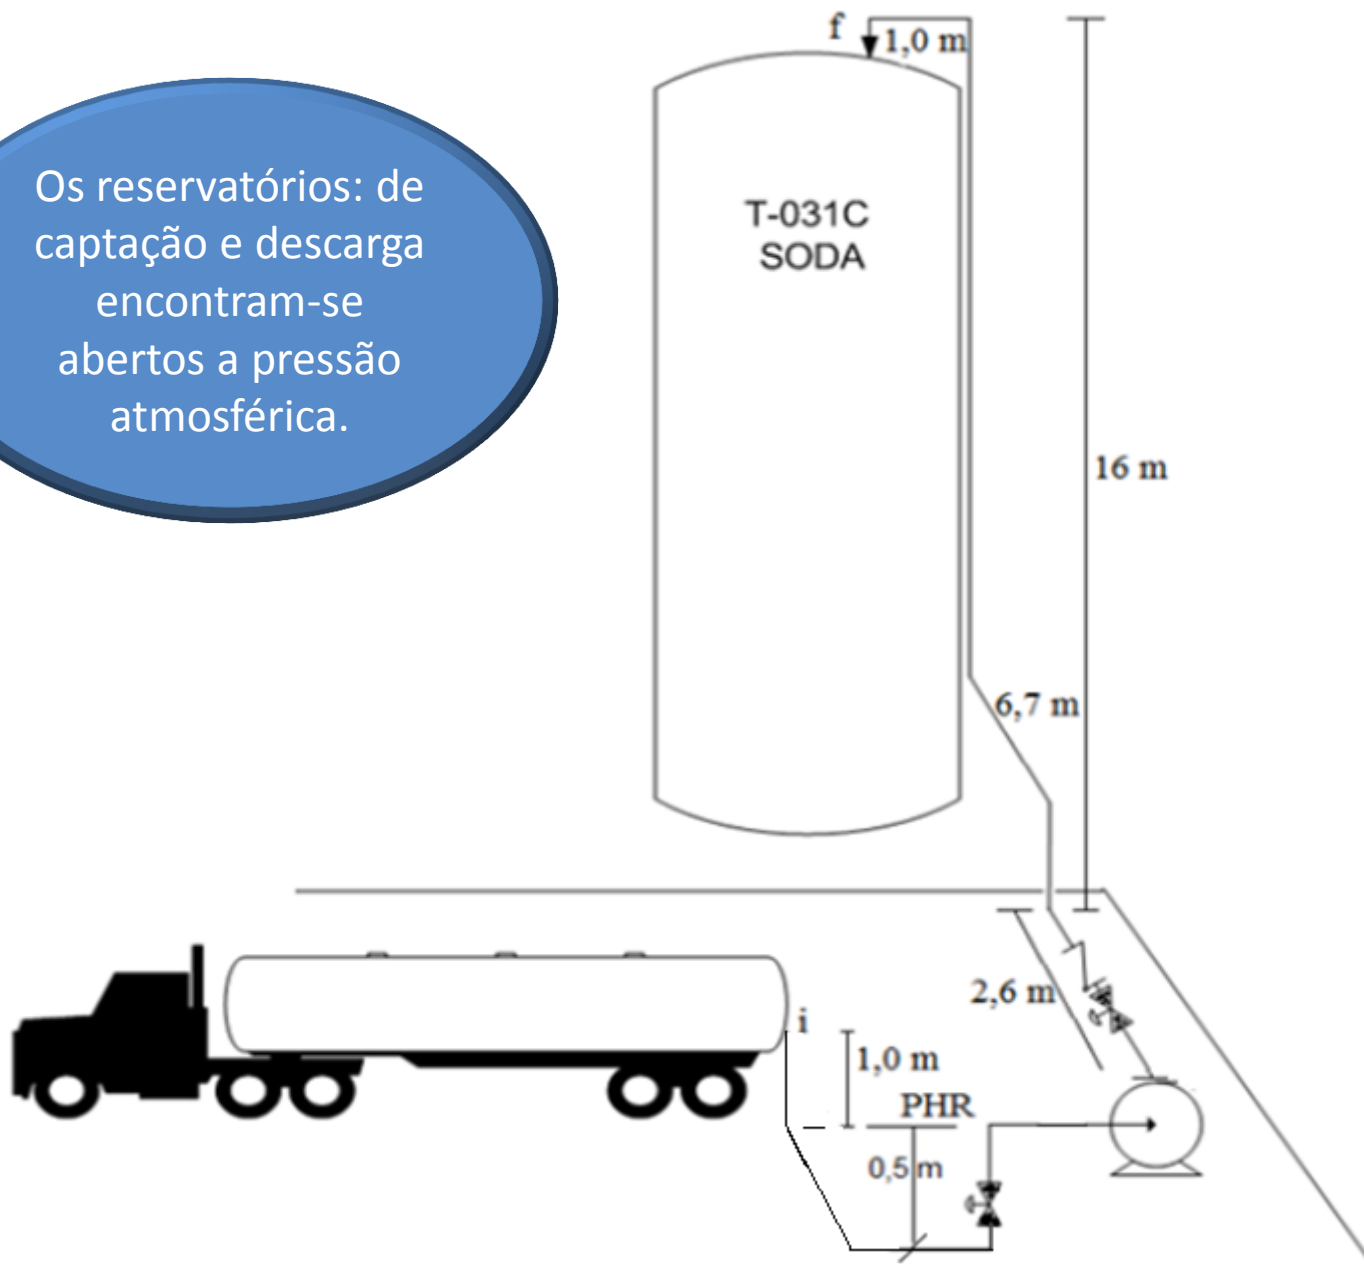 f
1,0 m
Os reservatórios: de
captação e descarga
encontram-se
abertos a pressão
atmosférica.
T-031C
SODA
16 m
6,7 m
2,6 m
i
1,0 m
PHR
0,5 m